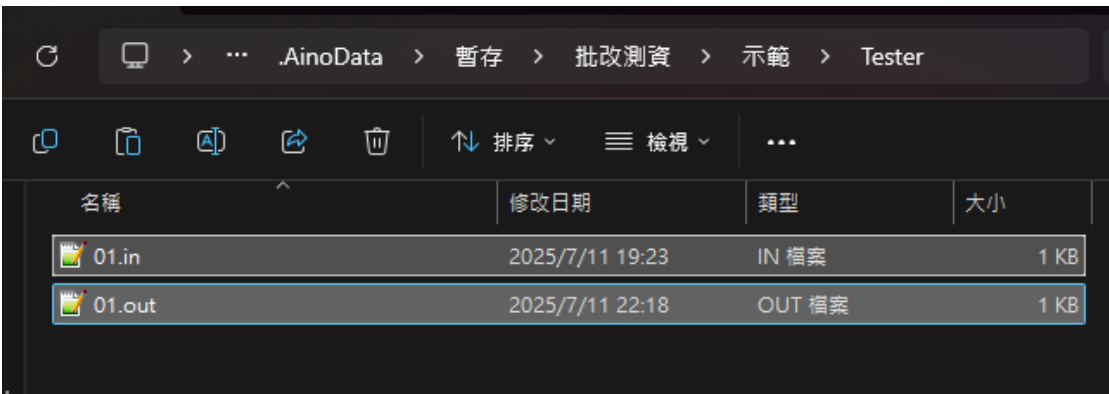 … .AinoData > 暫存 > 批改測資 > 示範 > Tester
排序 檢視 •••
名稱 修改日期 類型 大小
01.in 2025/7/11 19:23 IN 檔案 1 KB
01.out 2025/7/11 22:18 OUT 檔案 1 KB